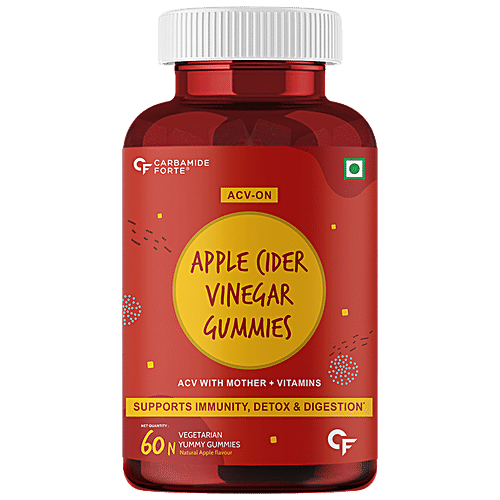 CF CARBAMIDE
FORTE®
ACV-ON
APPLE CIDER
VINEGAR
GUMMIES
ACV WITH MOTHER + VITAMINS
SUPPORTS IMMUNITY, DETOX & DIGESTION*
NET QUANTITY :
60 N VEGETARIAN
YUMMY GUMMIES
Natural Apple flavour
CF